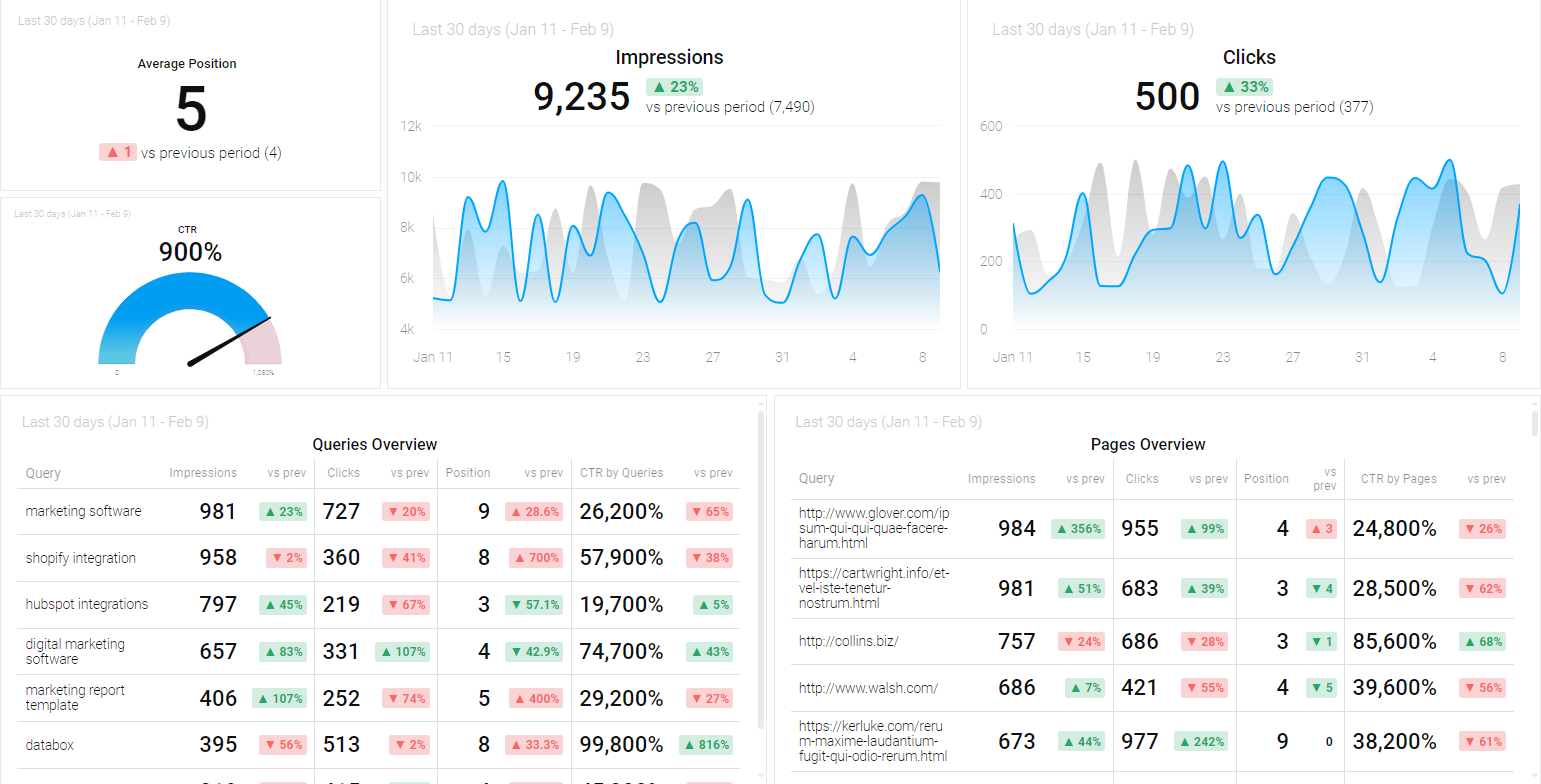 Last 30 days (Jan 11 - Feb 9)
Average Position
5
▲ 1 vs previous period (4)
Last 30 days (Jan 11 - Feb 9)
CTR
900%
0 1,080%
Last 30 days (Jan 11 - Feb 9)
Impressions
9,235 ▲ 23%
vs previous period (7,490)
12k
10k
8k
6k
4k
Jan 11 15 19 23 27 31 4 8
Last 30 days (Jan 11 - Feb 9)
Clicks
500 ▲ 33%
vs previous period (377)
600
400
200
0
Jan 11 15 19 23 27 31 4 8
Last 30 days (Jan 11 - Feb 9)
Queries Overview
Query Impressions vs prev Clicks vs prev Position vs prev CTR by Queries vs prev
marketing software 981 ▲ 23% 727 ▼ 20% 9 ▲ 28.6% 26,200% ▼ 65%
shopify integration 958 ▼ 2% 360 ▼ 41% 8 ▲ 700% 57,900% ▼ 38%
hubspot integrations 797 ▲ 45% 219 ▼ 67% 3 ▼ 57.1% 19,700% ▲ 5%
digital marketing
software 657 ▲ 83% 331 ▲ 107% 4 ▼ 42.9% 74,700% ▲ 43%
marketing report
template 406 ▲ 107% 252 ▼ 74% 5 ▲ 400% 29,200% ▼ 27%
databox 395 ▼ 56% 513 ▼ 2% 8 ▲ 33.3% 99,800% ▲ 816%
Last 30 days (Jan 11 - Feb 9)
Pages Overview
Query Impressions vs prev Clicks vs prev Position vs
prev CTR by Pages vs prev
http://www.glover.com/ip
sum-qui-qui-quae-facere-
harum.html 984 ▲ 356% 955 ▲ 99% 4 ▲ 3 24,800% ▼ 26%
https://cartwright.info/et-
vel-iste-tenetur-
nostrum.html 981 ▲ 51% 683 ▲ 39% 3 ▼ 4 28,500% ▼ 62%
http://collins.biz/ 757 ▼ 24% 686 ▼ 28% 3 ▼ 1 85,600% ▲ 68%
http://www.walsh.com/ 686 ▲ 7% 421 ▼ 55% 4 ▼ 5 39,600% ▼ 56%
https://kerluke.com/reru
m-maxime-laudantium-
fugit-qui-odio-rerum.html 673 ▲ 44% 977 ▲ 242% 9 0 38,200% ▼ 61%